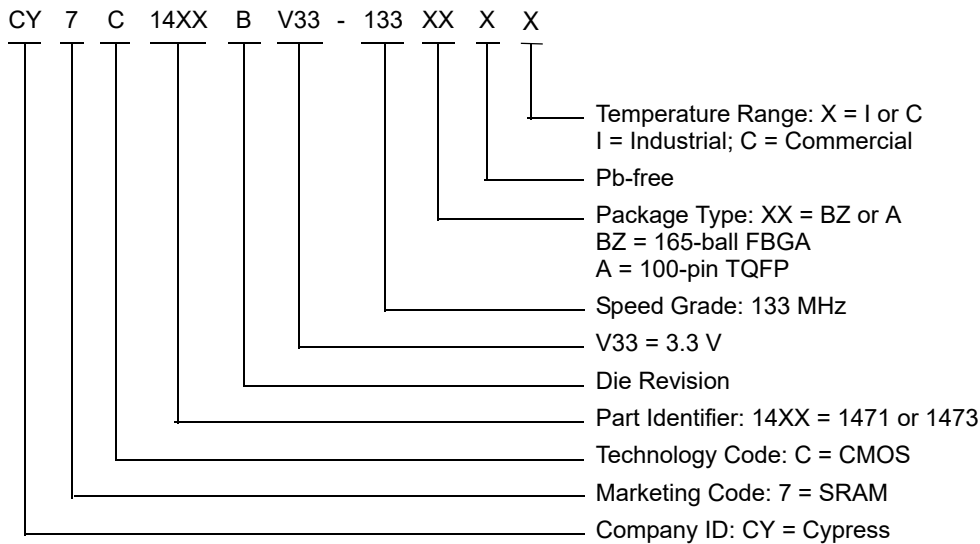 CY 7 C 14XX B V33 - 133 XX X X
Temperature Range: X = I or C
I = Industrial; C = Commercial
Pb-free
Package Type: XX = BZ or A
BZ = 165-ball FBGA
A = 100-pin TQFP
Speed Grade: 133 MHz
V33 = 3.3 V
Die Revision
Part Identifier: 14XX = 1471 or 1473
Technology Code: C = CMOS
Marketing Code: 7 = SRAM
Company ID: CY = Cypress